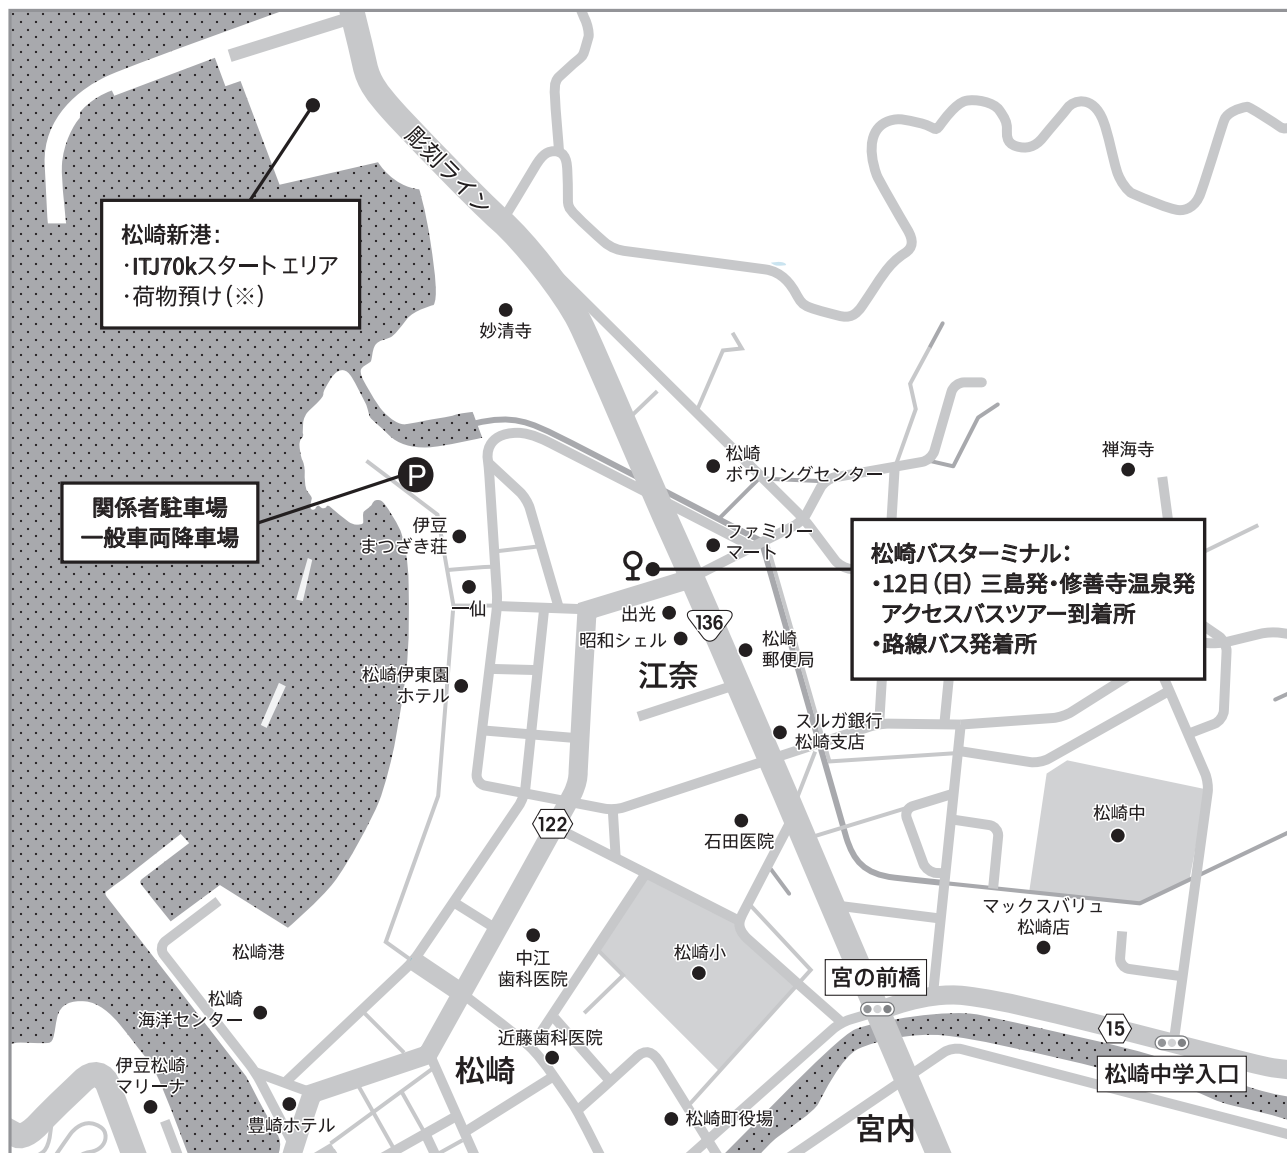 彫刻ライン
松崎新港：
・ITJ70kスタートエリア
・荷物預け（※）
妙清寺
P
関係者駐車場
一般車両降車場
松崎
ボウリングセンター
禅海寺
伊豆
まつざき荘
ファミリー
マート
松崎バスターミナル：
・12日（日） 三島発・修善寺温泉発
アクセスバスツアー到着所
・路線バス発着所
一仙
出光
136
昭和シェル
松崎
郵便局
江奈
松崎伊東園
ホテル
スルガ銀行
松崎支店
122
石田医院
松崎中
マックスバリュ
松崎店
中江
歯科医院
松崎小
松崎港
宮の前橋
松崎
海洋センター
15
近藤歯科医院
松崎
松崎中学入口
伊豆松崎
マリーナ
豊崎ホテル
松崎町役場
宮内